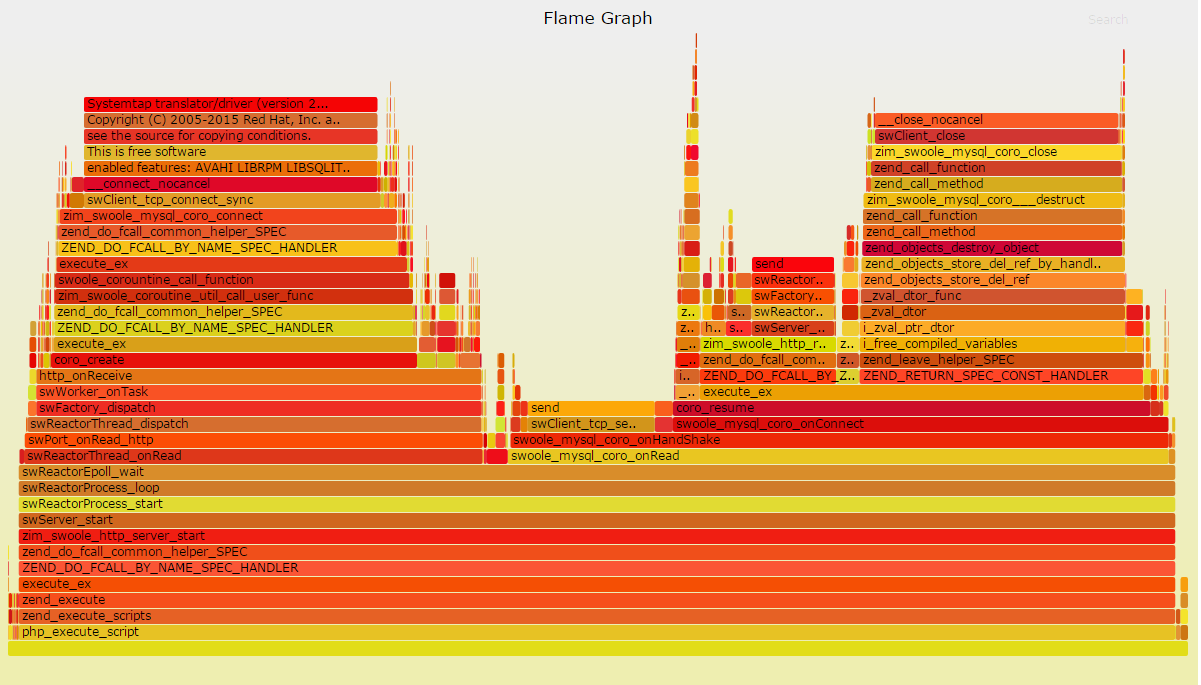 Flame Graph
Search
Systemtap translator/driver (version 2...
Copyright (C) 2005-2015 Red Hat, Inc. a..
__close_nocancel
see the source for copying conditions.
swClient_close
This is free software
zim_swoole_mysql_coro_close
enabled features: AVAHI LIBRPM LIBSQLIT..
zend_call_function
__connect_nocancel
zend_call_method
swClient_tcp_connect_sync
zim_swoole_mysql_coro___destruct
zim_swoole_mysql_coro_connect
zend_call_function
zend_do_fcall_common_helper_SPEC
zend_call_method
ZEND_DO_FCALL_BY_NAME_SPEC_HANDLER
zend_objects_destroy_object
execute_ex
send
zend_objects_store_del_ref_by_handl..
swoole_corountine_call_function
swReactor..
zend_objects_store_del_ref
zim_swoole_coroutine_util_call_user_func
swFactory..
_zval_dtor_func
zend_do_fcall_common_helper_SPEC
z..
s..
swReactor..
_zval_dtor
ZEND_DO_FCALL_BY_NAME_SPEC_HANDLER
z..
h..
s..
swServer_..
i_zval_ptr_dtor
execute_ex
_..
zim_swoole_http_r..
z..
i_free_compiled_variables
coro_create
_..
zend_do_fcall_com..
z..
zend_leave_helper_SPEC
http_onReceive
i..
ZEND_DO_FCALL_BY_..
Z..
ZEND_RETURN_SPEC_CONST_HANDLER
swWorker_onTask
_..
execute_ex
swFactory_dispatch
send
coro_resume
swReactorThread_dispatch
swClient_tcp_se..
swoole_mysql_coro_onConnect
swPort_onRead_http
swoole_mysql_coro_onHandShake
swReactorThread_onRead
swoole_mysql_coro_onRead
swReactorEpoll_wait
swReactorProcess_loop
swReactorProcess_start
swServer_start
zim_swoole_http_server_start
zend_do_fcall_common_helper_SPEC
ZEND_DO_FCALL_BY_NAME_SPEC_HANDLER
execute_ex
zend_execute
zend_execute_scripts
php_execute_script